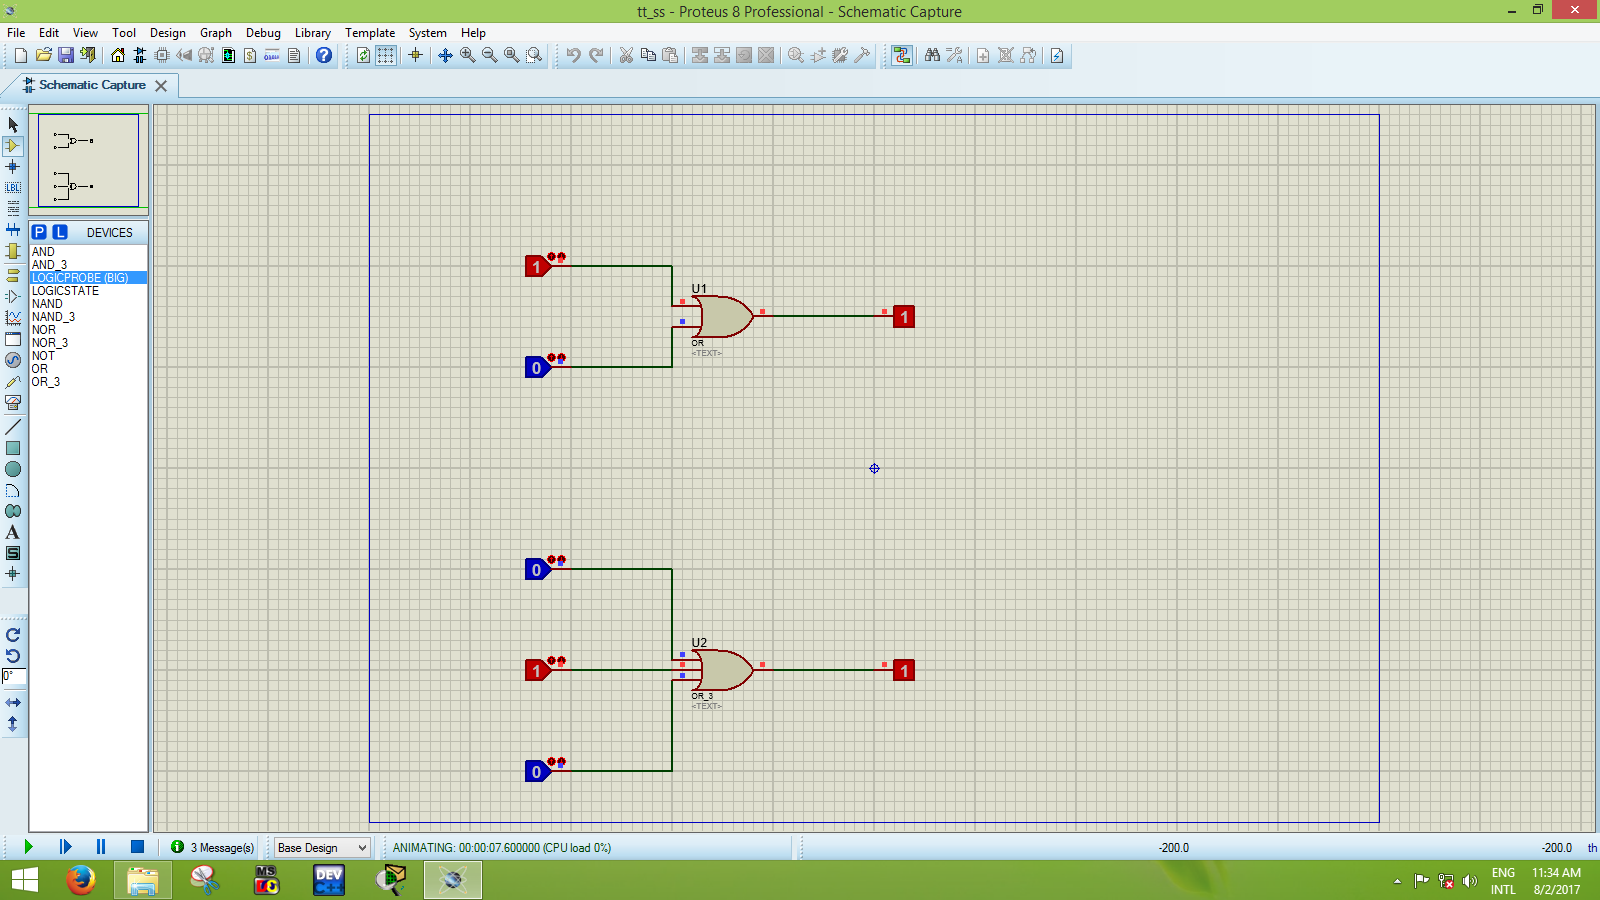 tt_ss - Proteus 8 Professional - Schematic Capture
File Edit View Tool Design Graph Debug Library Template System Help
Schematic Capture
LBL
P L DEVICES
AND
AND_3
LOGICPROBE (BIG)
LOGICSTATE
NAND
NAND_3
NOR
NOR_3
NOT
OR
OR_3
A
S
0°
1
U1
1
OR
<TEXT>
0
0
U2
1
1
OR_3
<TEXT>
0
3 Message(s)
Base Design
ANIMATING: 00:00:07.600000 (CPU load 0%)
-200.0
-200.0 th
MS
DEV
C++
ENG
INTL
11:34 AM
8/2/2017